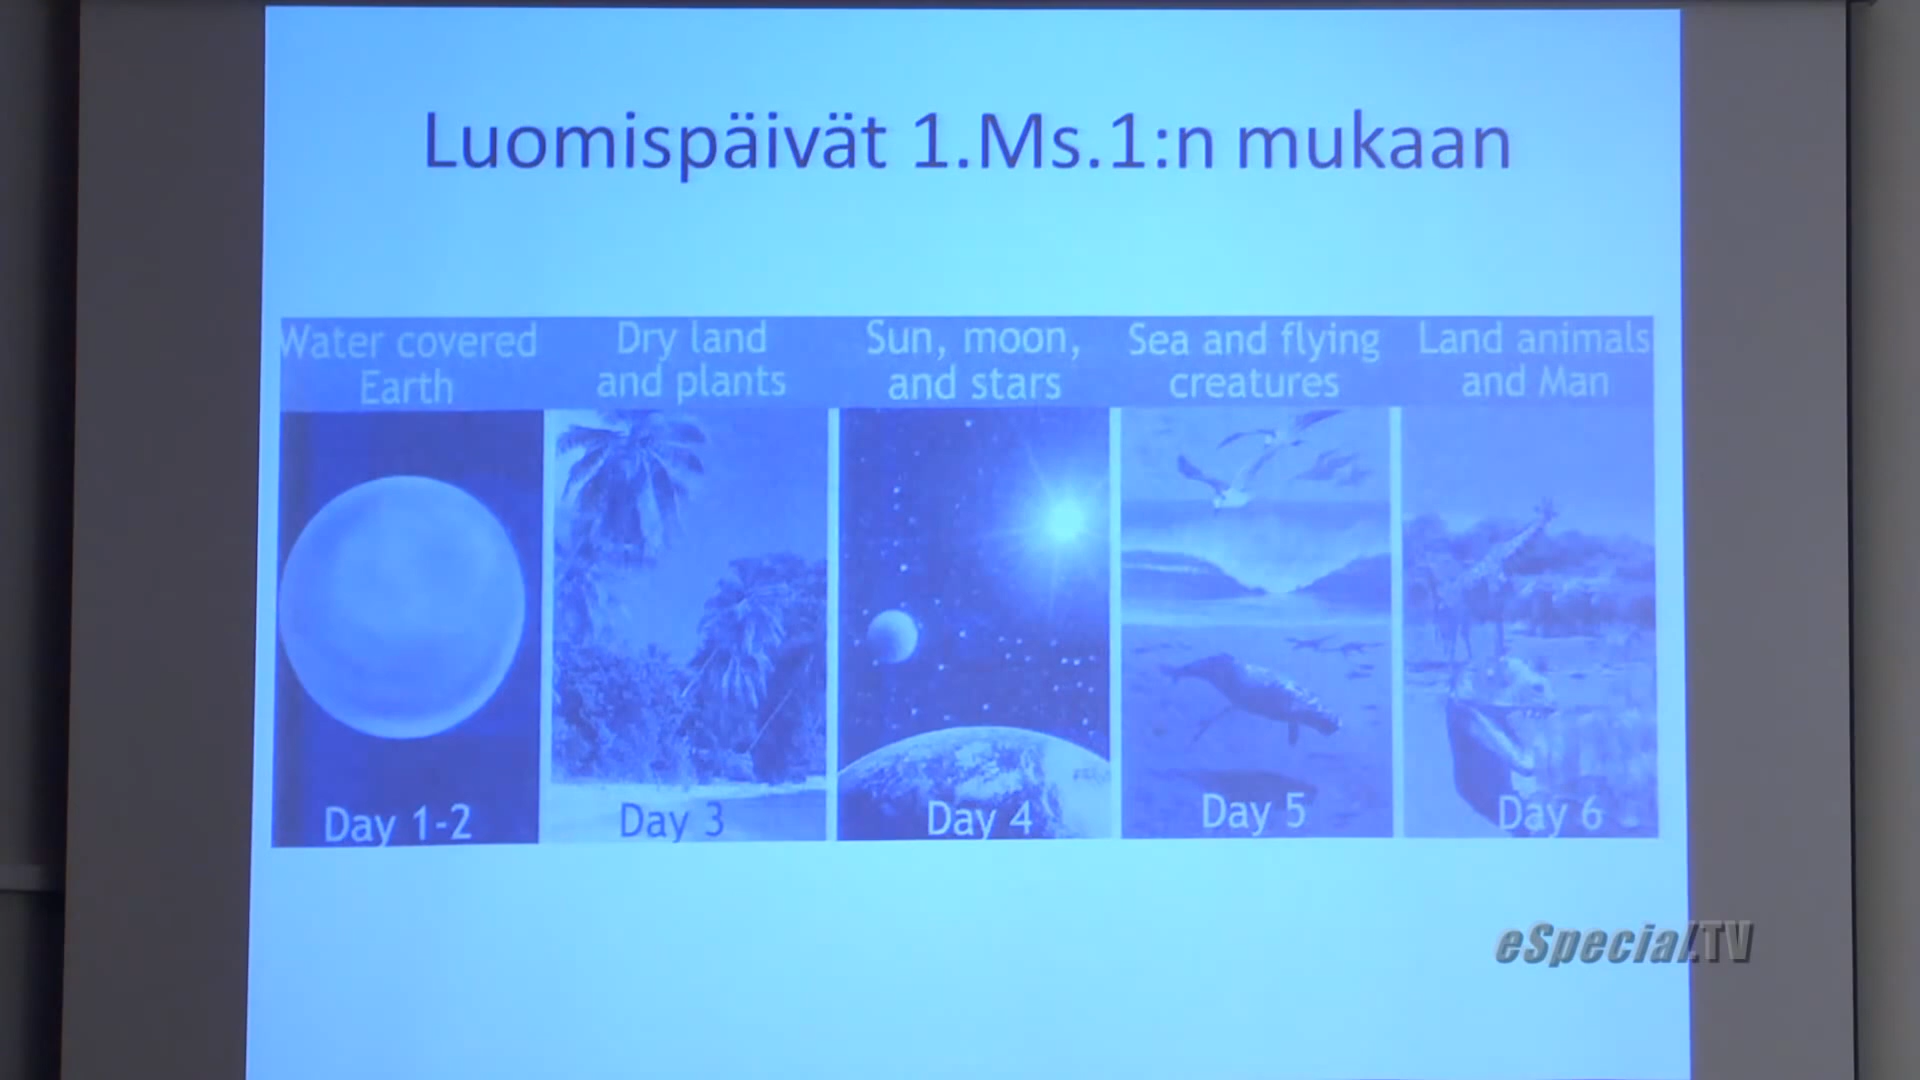 Luomispäivät 1.Ms.1:n mukaan
Water covered
Earth
Dry land
and plants
Sun, moon,
and stars
Sea and flying
creatures
Land animals
and Man
Day 1-2
Day 3
Day 4
Day 5
Day 6
eSpecial.TV